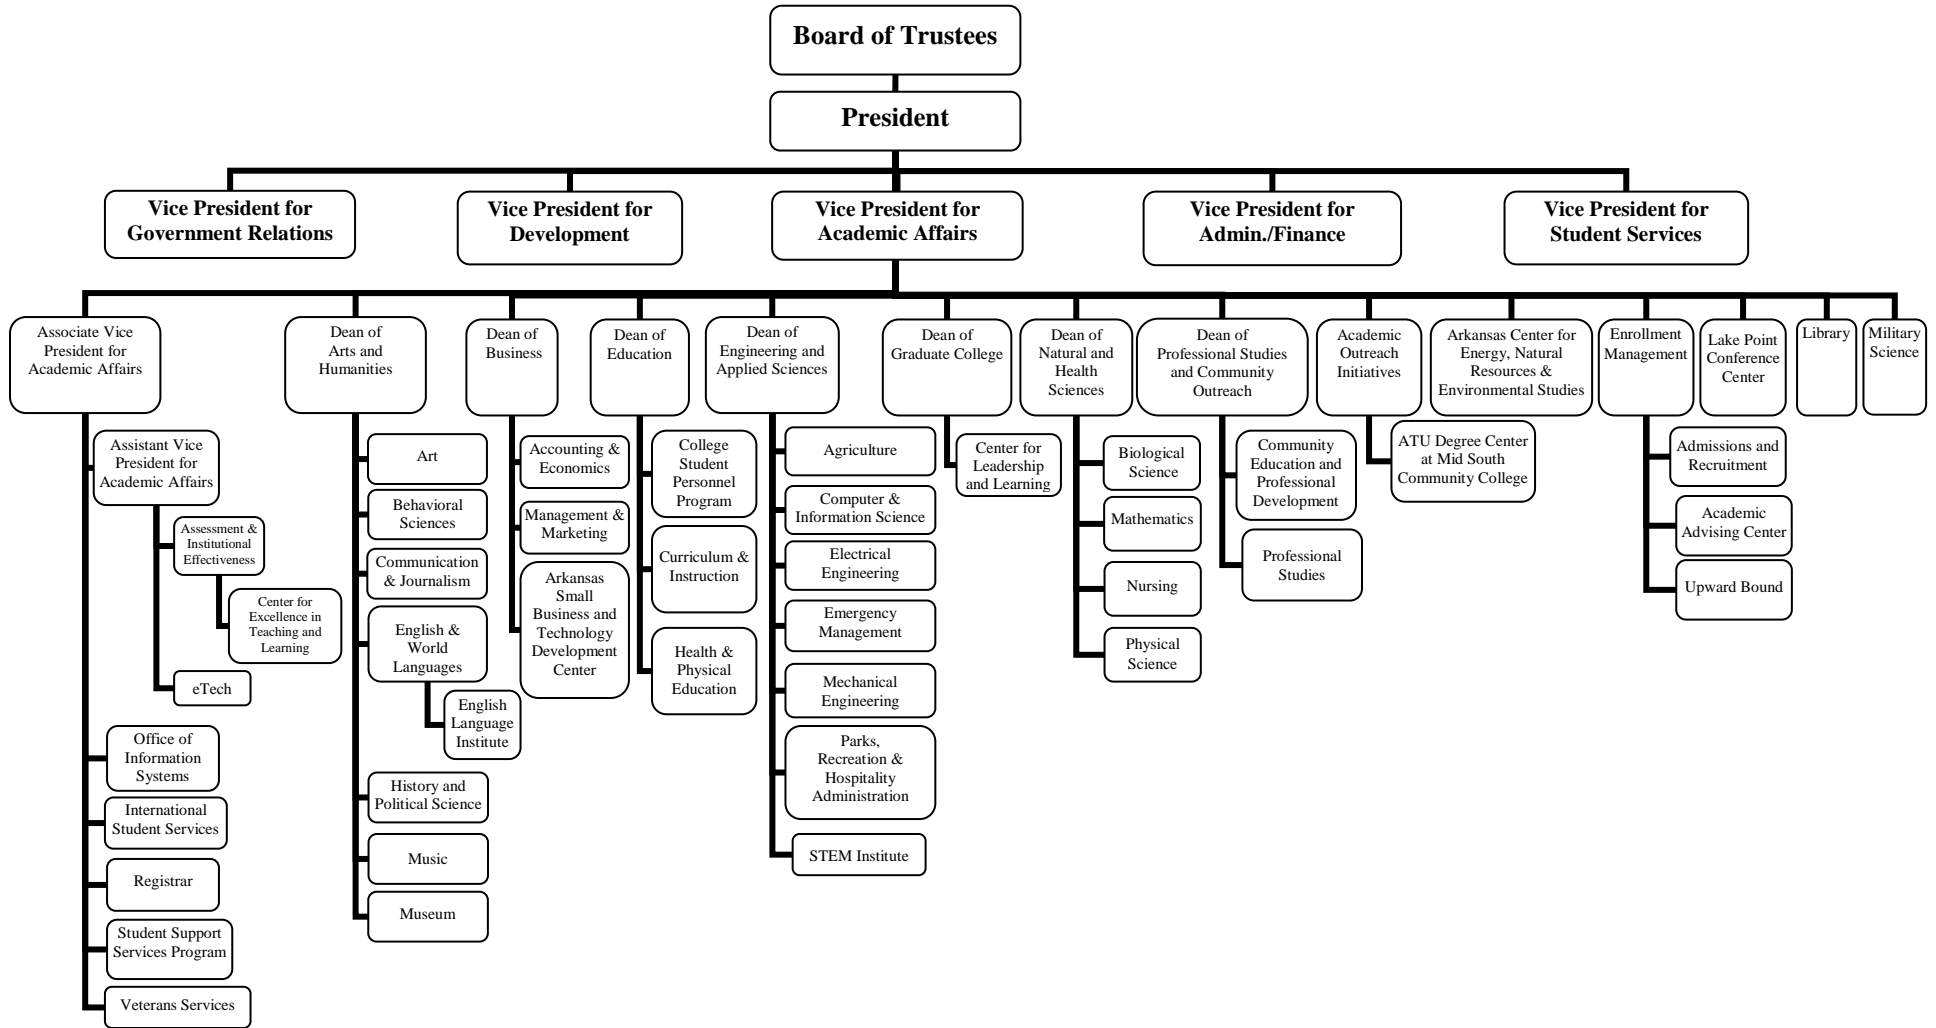 Board of Trustees
President
Vice President for
Government Relations
Vice President for
Development
Vice President for
Academic Affairs
Vice President for
Admin./Finance
Vice President for
Student Services
Associate Vice
President for
Academic Affairs
Dean of
Arts and
Humanities
Dean of
Business
Dean of
Education
Dean of
Engineering and
Applied Sciences
Dean of
Graduate College
Dean of
Natural and
Health
Sciences
Dean of
Professional Studies
and Community
Outreach
Academic
Outreach
Initiatives
Arkansas Center for
Energy, Natural
Resources &
Environmental Studies
Enrollment
Management
Lake Point
Conference
Center
Library
Military
Science
Assistant Vice
President for
Academic Affairs
Assessment &
Institutional
Effectiveness
Center for
Excellence in
Teaching and
Learning
eTech
Office of
Information
Systems
International
Student Services
Registrar
Student Support
Services Program
Veterans Services
Art
Behavioral
Sciences
Communication
& Journalism
English &
World
Languages
English
Language
Institute
History and
Political Science
Music
Museum
Accounting &
Economics
Management &
Marketing
Arkansas
Small
Business and
Technology
Development
Center
College
Student
Personnel
Program
Curriculum &
Instruction
Health &
Physical
Education
Agriculture
Computer &
Information Science
Electrical
Engineering
Emergency
Management
Mechanical
Engineering
Parks,
Recreation &
Hospitality
Administration
STEM Institute
Center for
Leadership
and Learning
Biological
Science
Mathematics
Nursing
Physical
Science
Community
Education and
Professional
Development
Professional
Studies
ATU Degree Center
at Mid South
Community College
Admissions and
Recruitment
Academic
Advising Center
Upward Bound